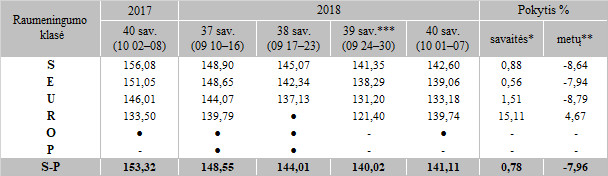 Raumeningumo klasė 2017 2018 Pokytis %
40 sav. (10 02–08) 37 sav. (09 10–16) 38 sav. (09 17–23) 39 sav.*** (09 24–30) 40 sav. (10 01–07) savaitės* metų**
S 156,08 148,90 145,07 141,35 142,60 0,88 -8,64
E 151,05 148,65 142,34 138,29 139,06 0,56 -7,94
U 146,01 144,07 137,13 131,20 133,18 1,51 -8,79
R 133,50 139,79 ● 121,40 139,74 15,11 4,67
O ● ● ● - ● - -
P - ● ● - - - -
S-P 153,32 148,55 144,01 140,02 141,11 0,78 -7,96